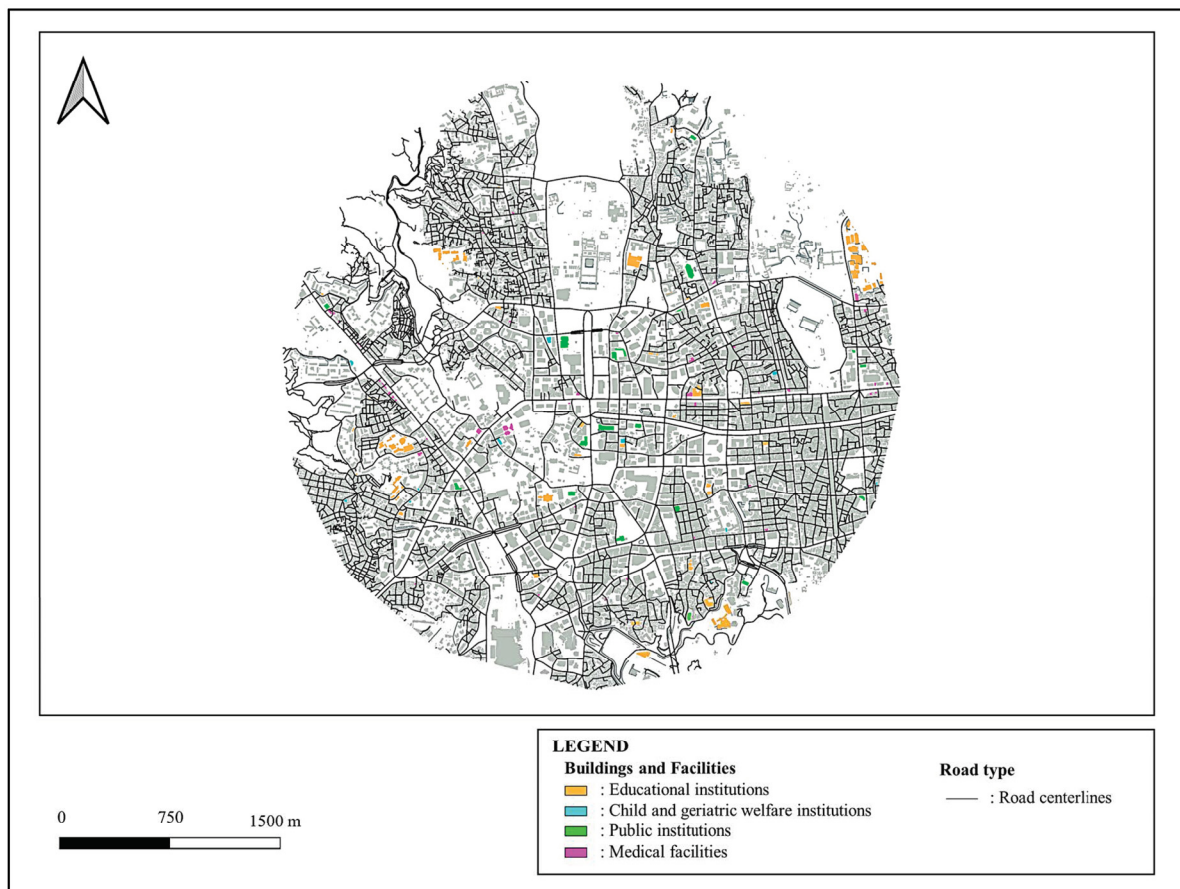 0 750 1500 m
LEGEND
Buildings and Facilities
: Educational institutions
: Child and geriatric welfare institutions
: Public institutions
: Medical facilities
Road type
: Road centerlines